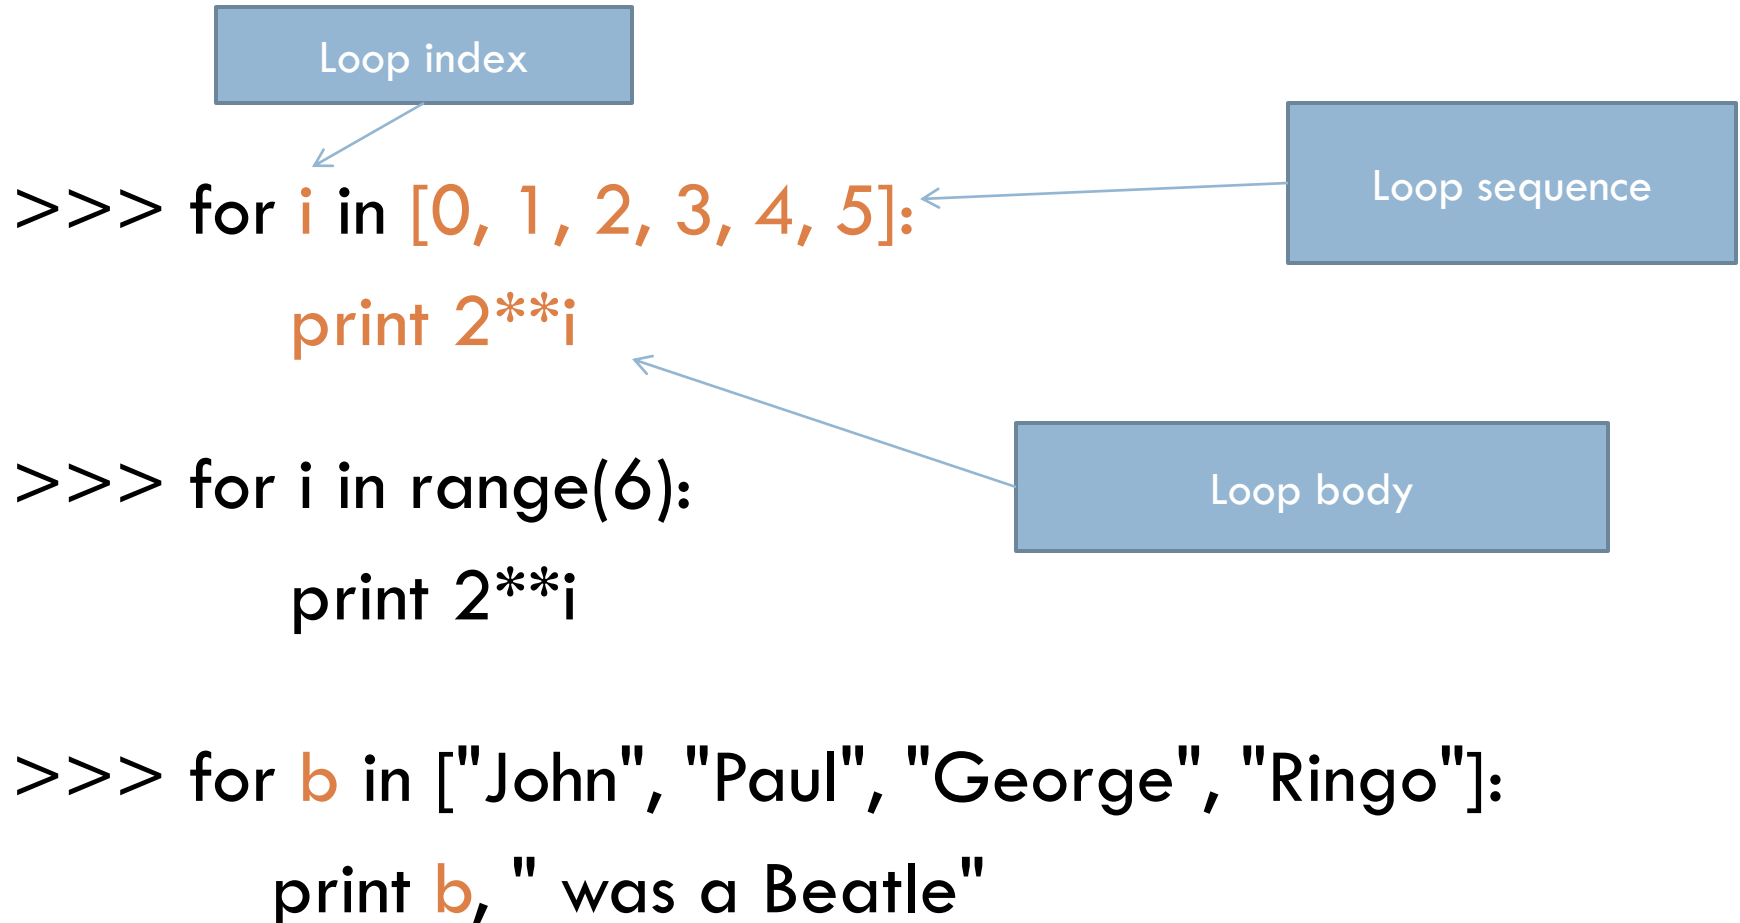 Loop index
>>> for i in [0, 1, 2, 3, 4, 5]:
Loop sequence
print 2**i
>>> for i in range(6):
Loop body
print 2**i
>>> for b in ["John", "Paul", "George", "Ringo"]:
print b, " was a Beatle"